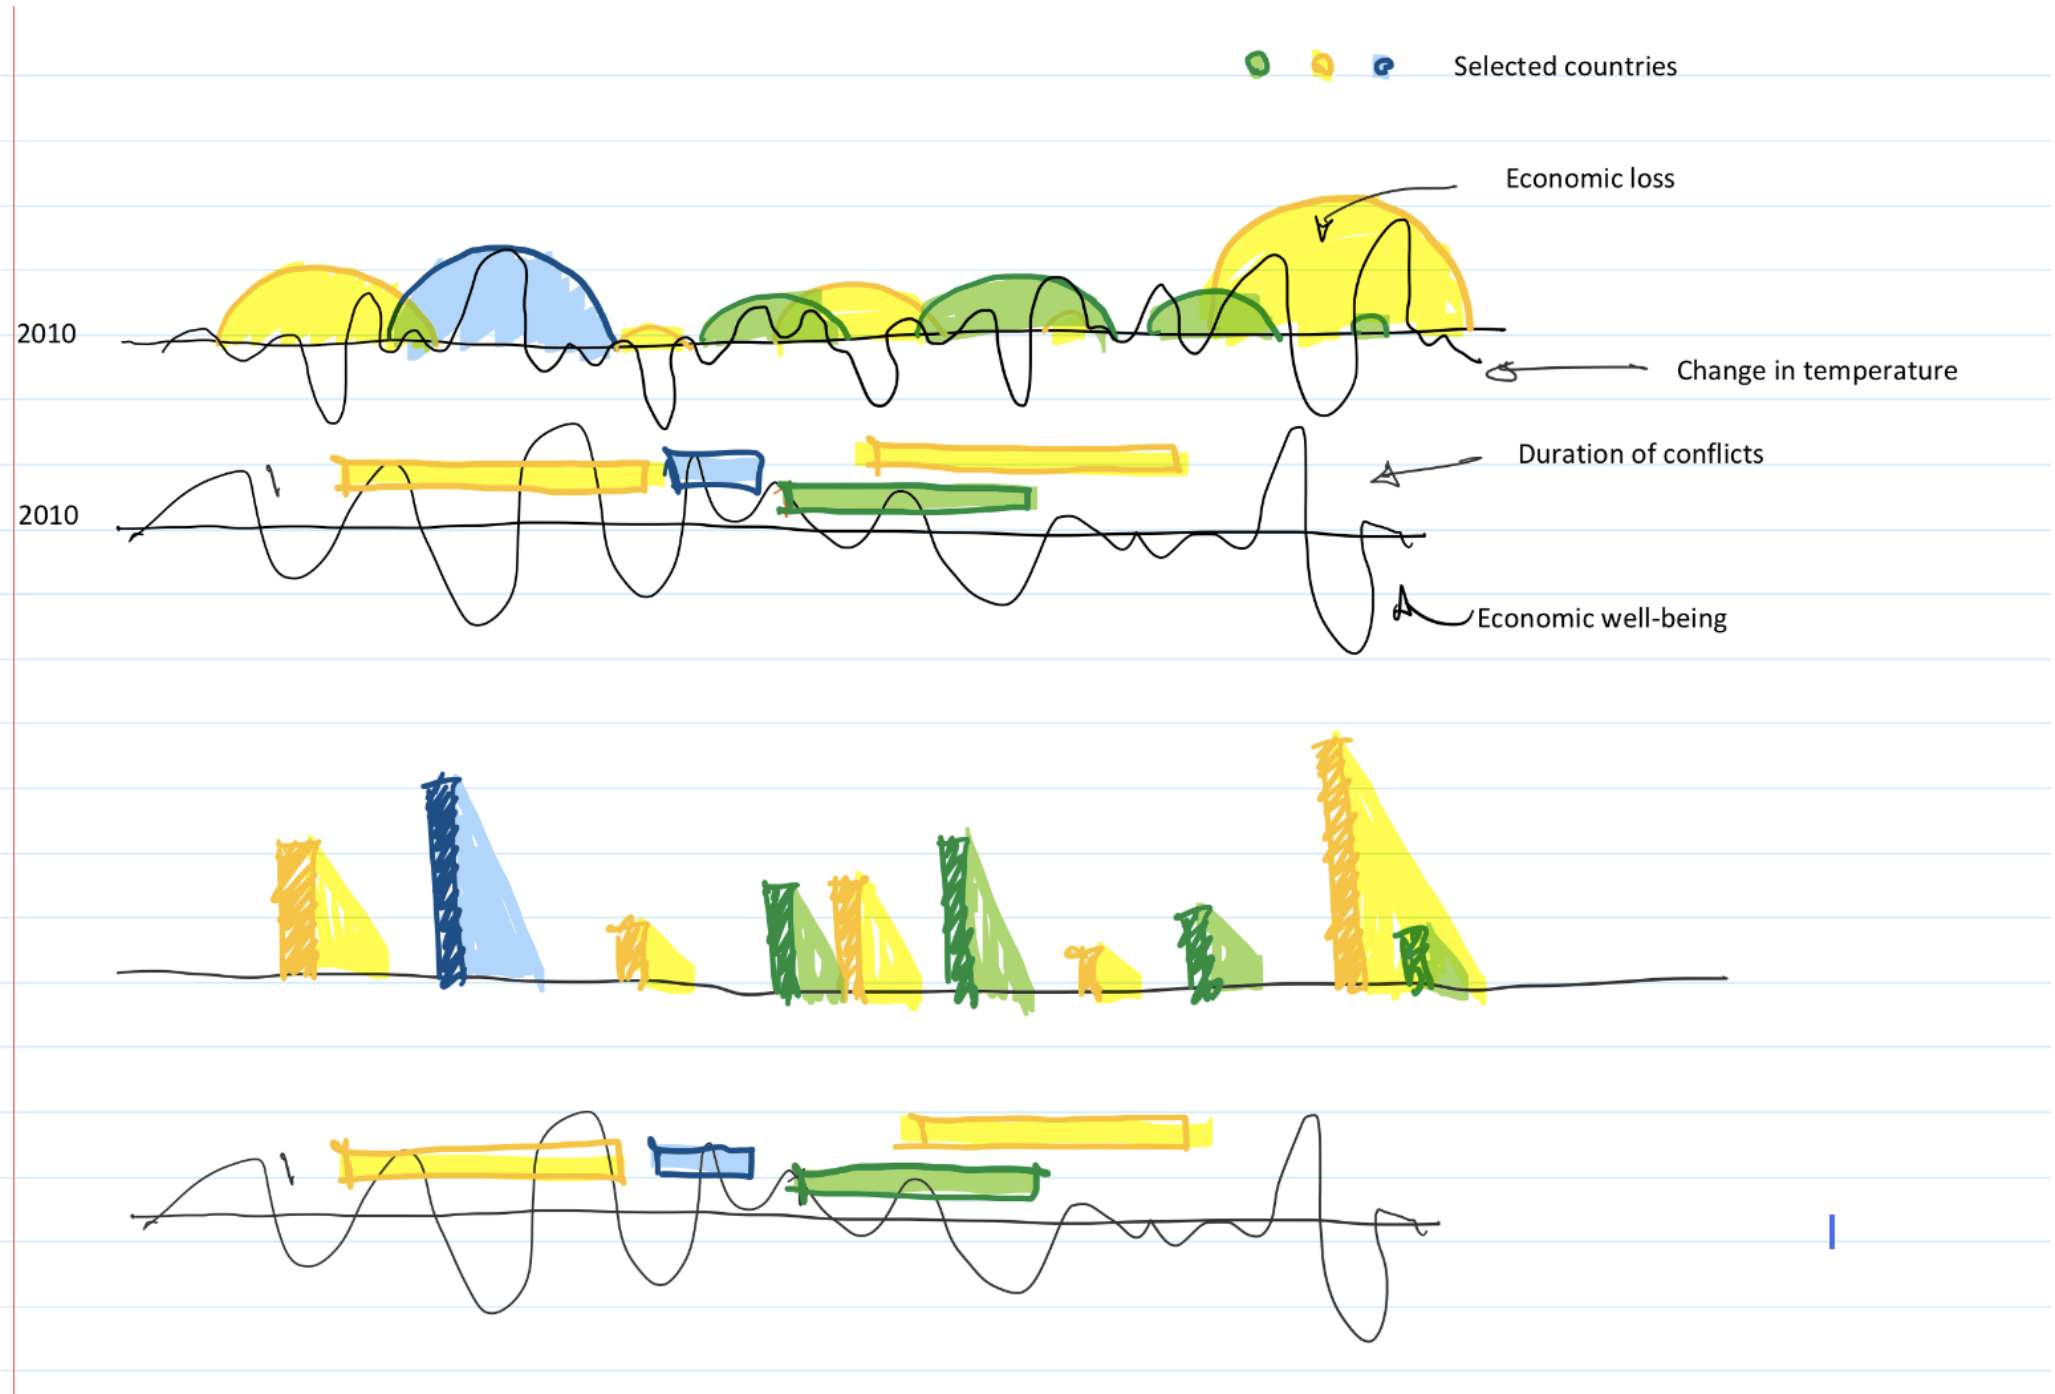 Selected countries
Economic loss
2010
Change in temperature
Duration of conflicts
2010
Economic well-being